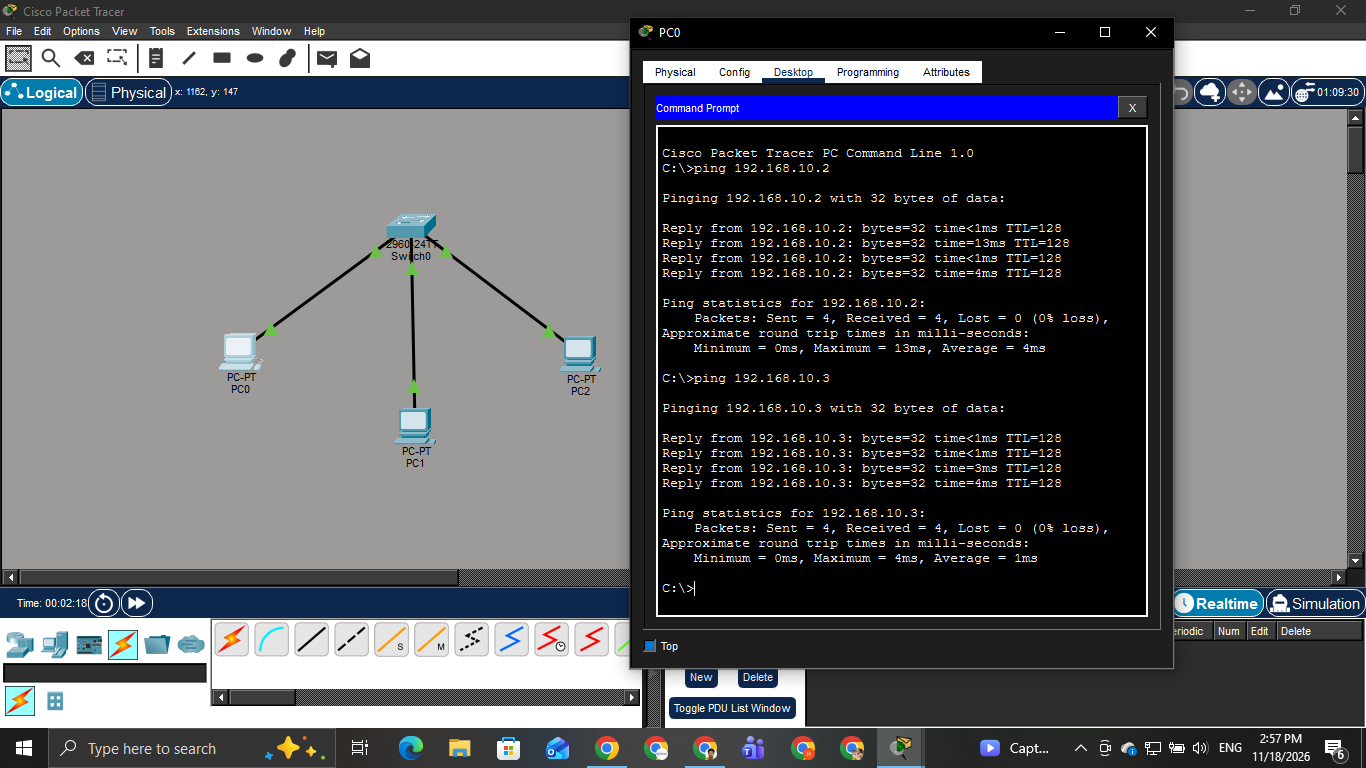 Cisco Packet Tracer
File Edit Options View Tools Extensions Window Help
Logical Physical x: 1162, y: 147
01:09:30
2960-24TT
Switch0
PC-PT
PC0
PC-PT
PC1
PC-PT
PC2
PC0
Physical Config Desktop Programming Attributes
Command Prompt X
Cisco Packet Tracer PC Command Line 1.0
C:\>ping 192.168.10.2
Pinging 192.168.10.2 with 32 bytes of data:
Reply from 192.168.10.2: bytes=32 time<1ms TTL=128
Reply from 192.168.10.2: bytes=32 time=13ms TTL=128
Reply from 192.168.10.2: bytes=32 time<1ms TTL=128
Reply from 192.168.10.2: bytes=32 time=4ms TTL=128
Ping statistics for 192.168.10.2:
Packets: Sent = 4, Received = 4, Lost = 0 (0% loss),
Approximate round trip times in milli-seconds:
Minimum = 0ms, Maximum = 13ms, Average = 4ms
C:\>ping 192.168.10.3
Pinging 192.168.10.3 with 32 bytes of data:
Reply from 192.168.10.3: bytes=32 time<1ms TTL=128
Reply from 192.168.10.3: bytes=32 time<1ms TTL=128
Reply from 192.168.10.3: bytes=32 time=3ms TTL=128
Reply from 192.168.10.3: bytes=32 time=4ms TTL=128
Ping statistics for 192.168.10.3:
Packets: Sent = 4, Received = 4, Lost = 0 (0% loss),
Approximate round trip times in milli-seconds:
Minimum = 0ms, Maximum = 4ms, Average = 1ms
C:\>
Top
Time: 00:02:18
Realtime Simulation
S M
eriodic Num Edit Delete
New Delete
Toggle PDU List Window
Type here to search
Capt... ENG
2:57 PM
11/18/2026
6